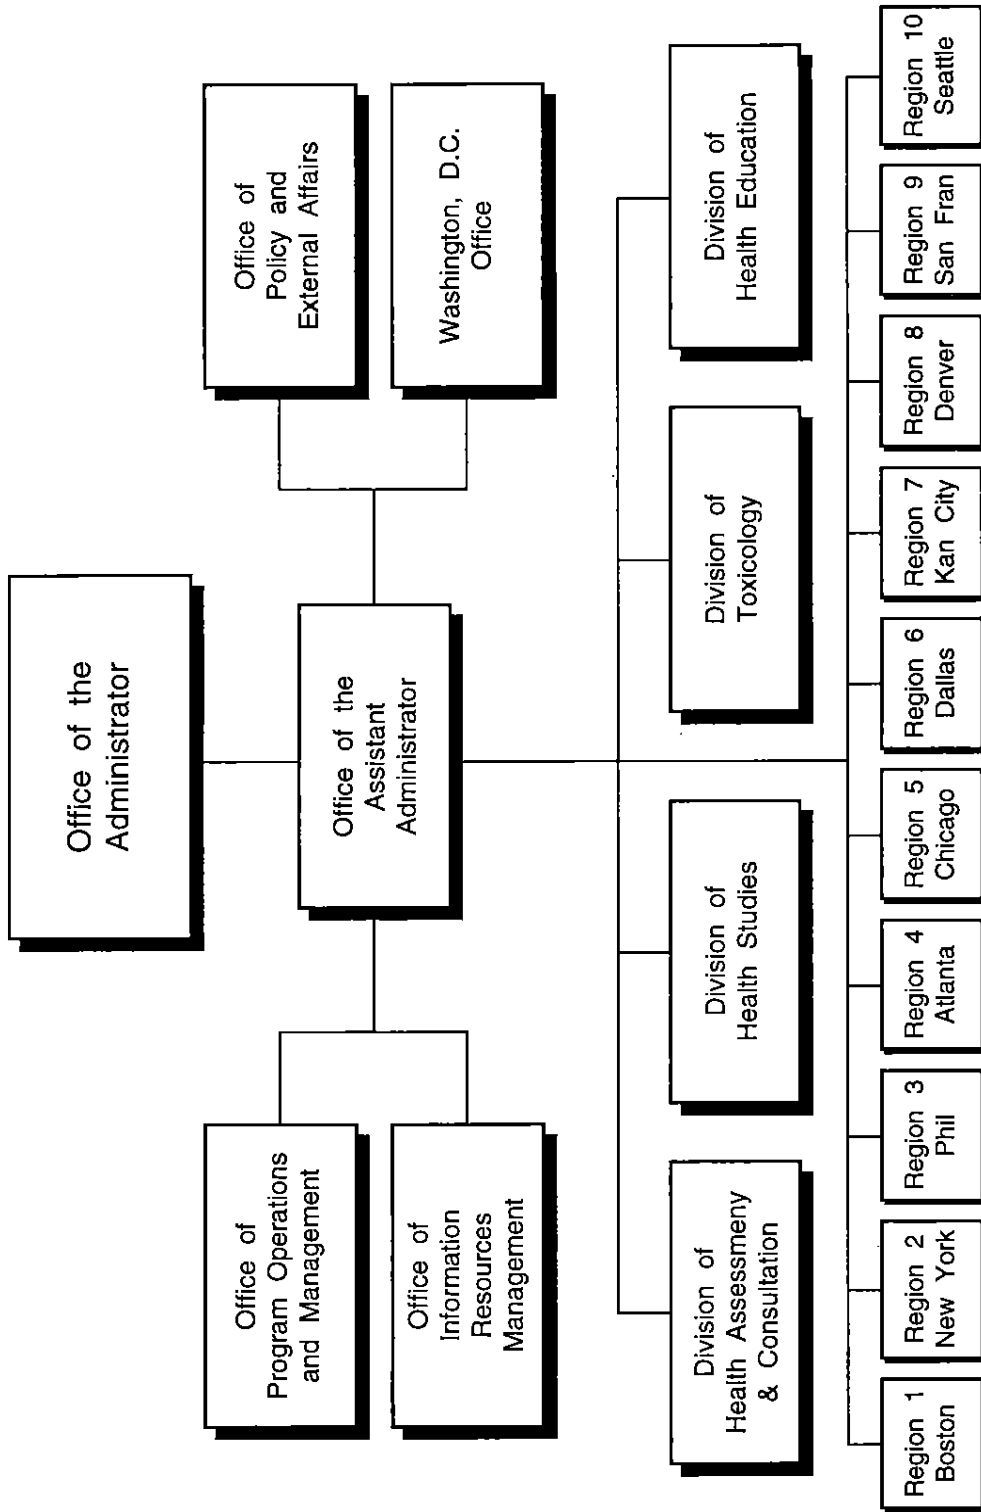 Office of the
Administrator
Office of
Program Operations
and Management
Office of
Policy and
External Affairs
Office of the
Assistant
Administrator
Office of
Information
Resources
Management
Washington, D.C.
Office
Division of
Health Assessmeny
& Consultation
Division of
Health Studies
Division of
Toxicology
Division of
Health Education
Region 1
Boston
Region 2
New York
Region 3
Phil
Region 4
Atlanta
Region 5
Chicago
Region 6
Dallas
Region 7
Kan City
Region 8
Denver
Region 9
San Fran
Region 10
Seattle